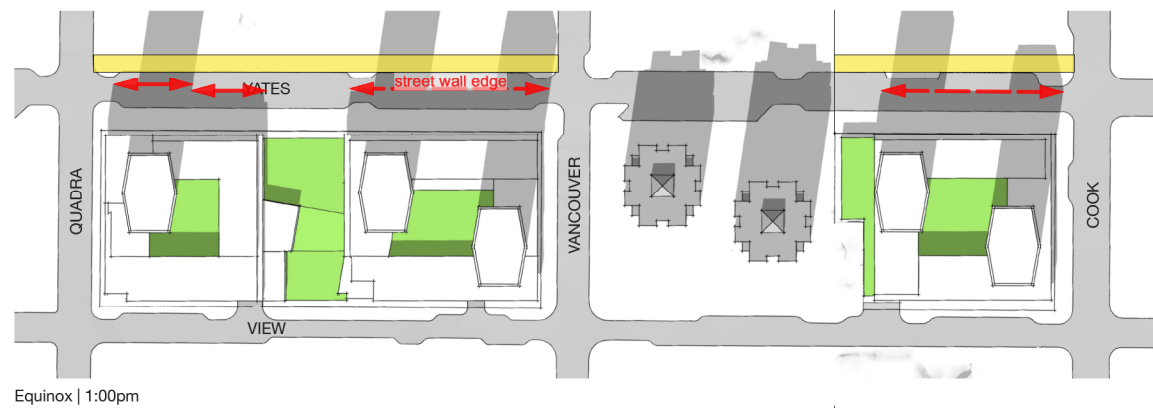 street wall edge
YATES
QUADRA
VANCOUVER
COOK
VIEW
Equinox | 1:00pm